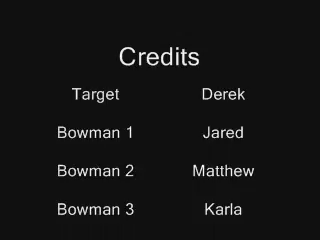 Credits
Target Derek
Bowman 1 Jared
Bowman 2 Matthew
Bowman 3 Karla